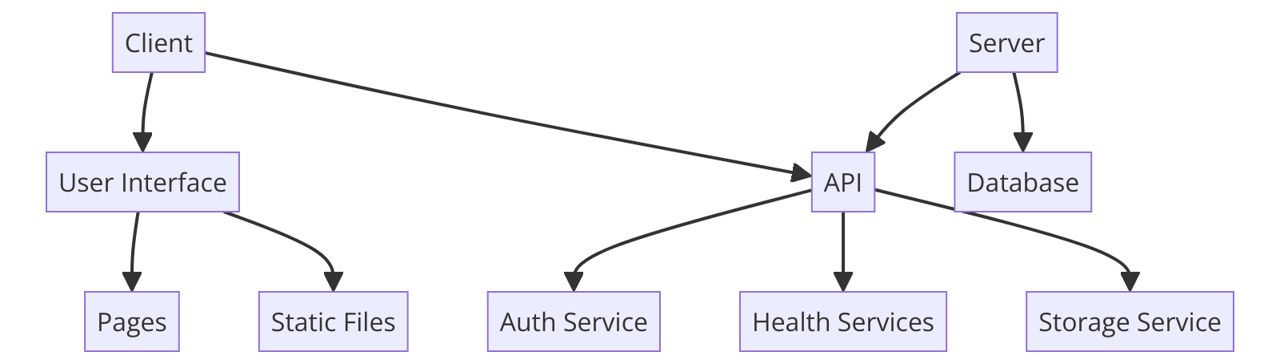 Client
Server
User Interface
API
Database
Pages
Static Files
Auth Service
Health Services
Storage Service